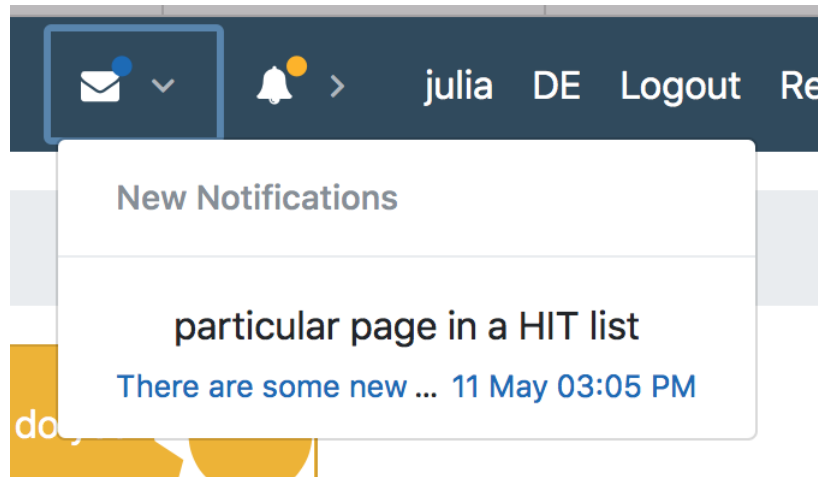 julia DE Logout Re
New Notifications
particular page in a HIT list
There are some new ... 11 May 03:05 PM
do